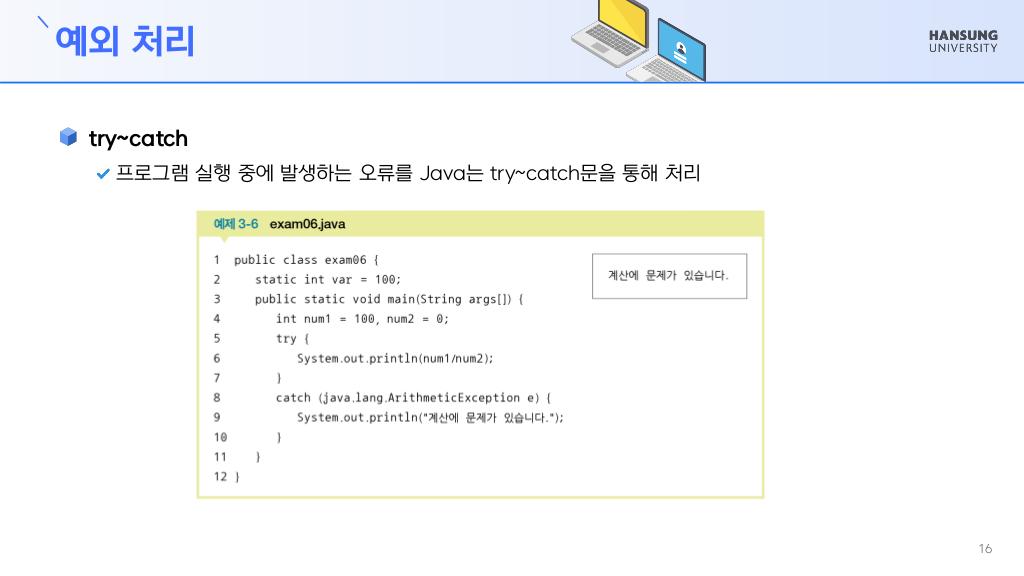 예외 처리
HANSUNG
UNIVERSITY
try~catch
프로그램 실행 중에 발생하는 오류를 Java는 try~catch문을 통해 처리
예제 3-6 exam06.java
1 public class exam06 {
2 static int var = 100;
3 public static void main(String args[]) {
4 int num1 = 100, num2 = 0;
5 try {
6 System.out.println(num1/num2);
7 }
8 catch (java.lang.ArithmeticException e) {
9 System.out.println("계산에 문제가 있습니다.");
10 }
11 }
12 }
계산에 문제가 있습니다.
16